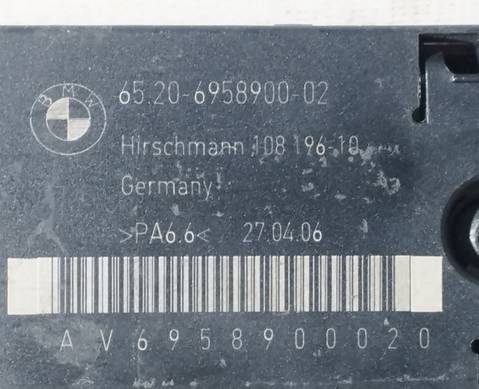 BMW
65.20-6958900-02
Hirschmann 108 196-10
Germany
>PA6.6< 27.04.06
A V 6 9 5 8 9 0 0 0 2 0